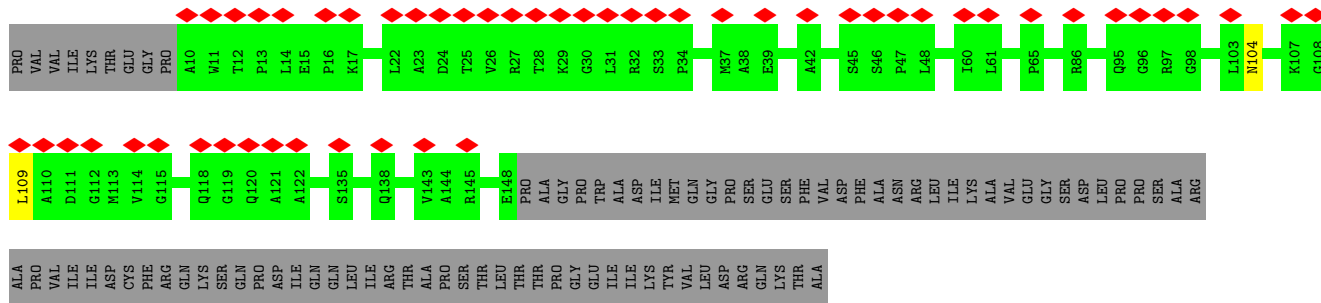 PRO VAL VAL ILE LYS THR GLU GLY PRO A10 W11 T12 P13 L14 E15 P16 K17 L22 A23 D24 T25 V26 R27 T28 K29 G30 L31 R32 S33 P34 M37 A38 E39 A42 S45 S46 P47 L48 I60 L61 P65 R86 Q95 G96 R97 G98 L103 N104 K107 G108
L109 A110 D111 G112 M113 V114 G115 Q118 G119 Q120 A121 A122 S135 Q138 V143 A144 R145 E148 PRO ALA GLY PRO TRP ALA ASP ILE MET GLN GLY PRO SER GLU SER SER PHE VAL ASP PHE ALA ASN ARG LEU ILE LYS ALA VAL GLU GLY SER ASP LEU PRO PRO SER ALA ARG
ALA PRO VAL ILE ILE ASP CYS PHE ARG GLN LYS SER GLN PRO ASP ILE GLN GLN LEU ILE ARG THR ALA PRO SER THR LEU THR THR PRO GLY GLU ILE ILE LYS TYR VAL LEU ASP ARG GLN LYS THR ALA